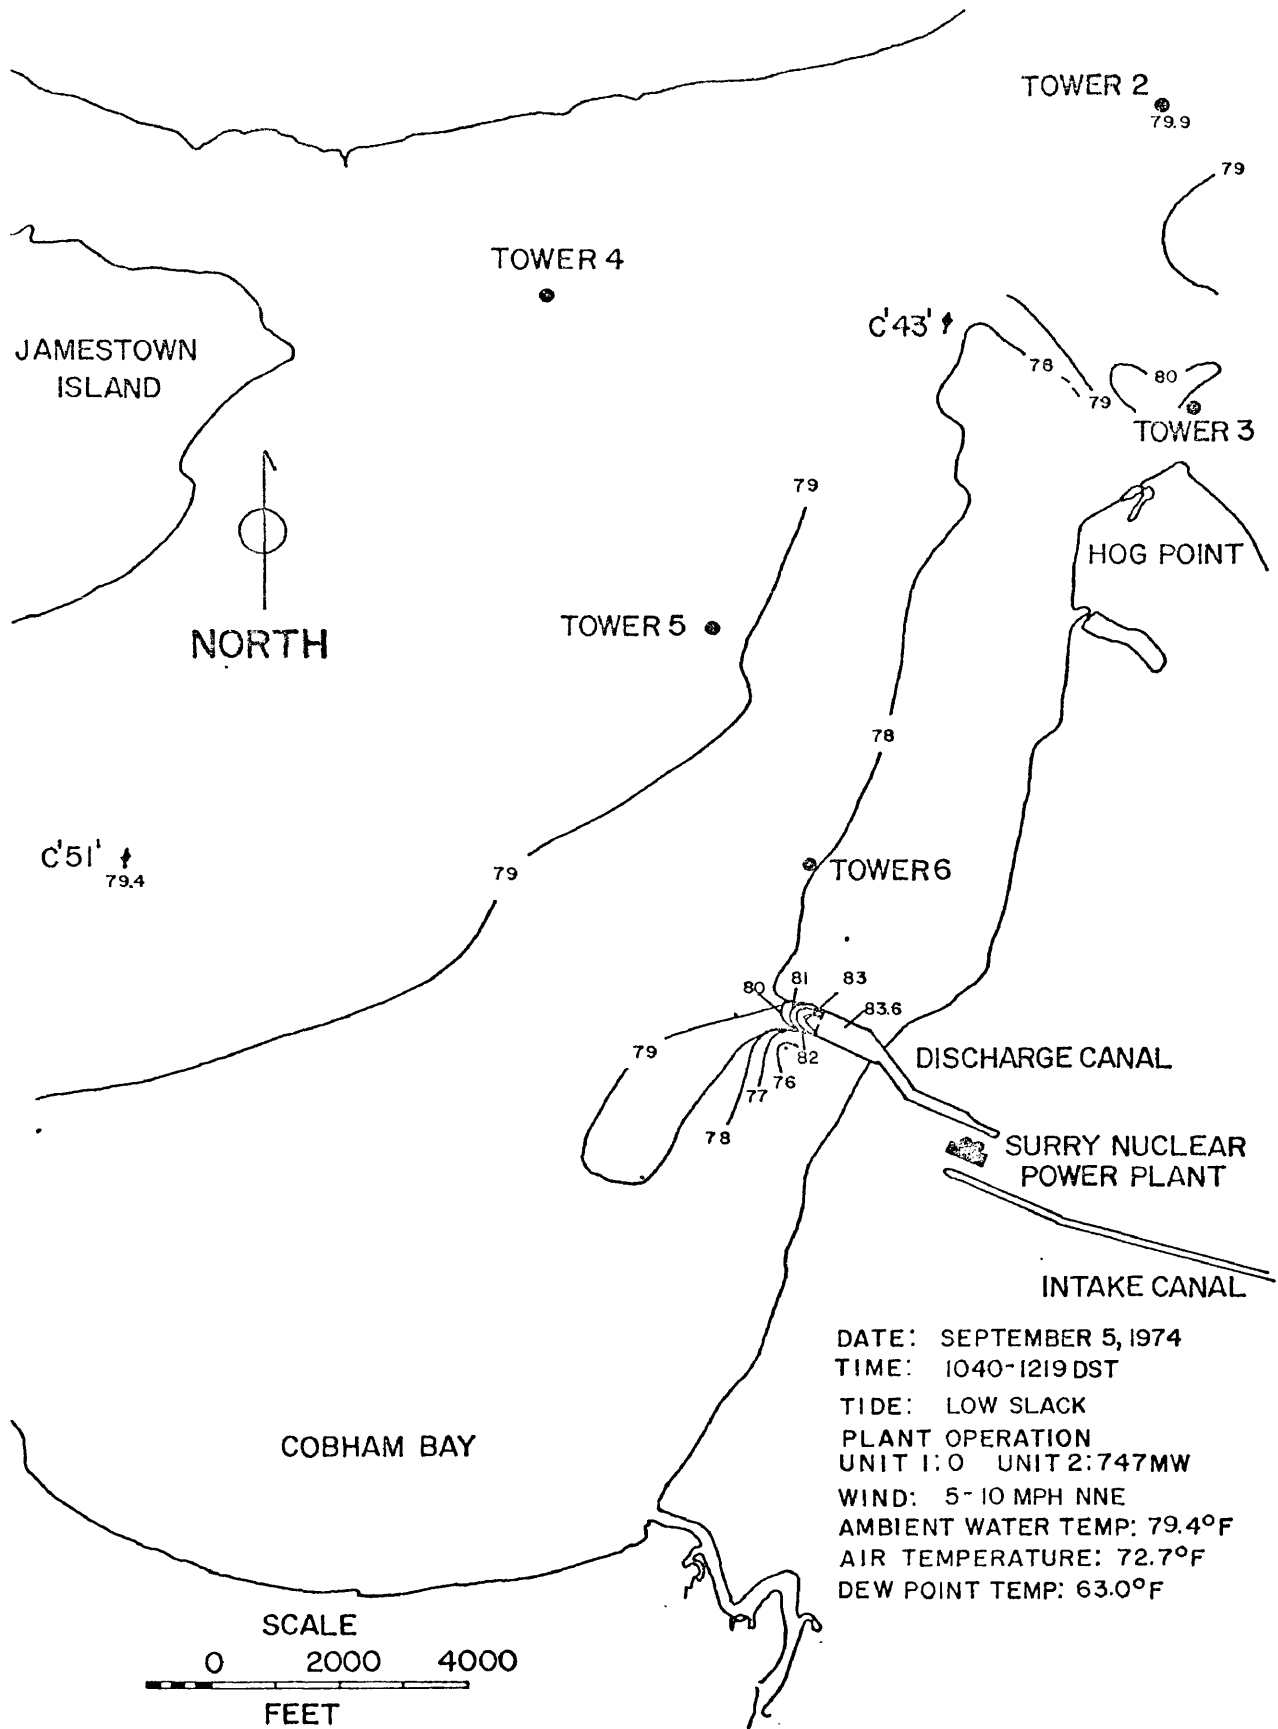 TOWER 2
79.9
79
TOWER 4
C'43'
JAMESTOWN
ISLAND
78
79
80
TOWER 3
79
HOG POINT
TOWER 5
NORTH
78
C'51'
79.4
79
TOWER 6
80
81
83
83.6
79
82
76
77
78
DISCHARGE CANAL
SURRY NUCLEAR
POWER PLANT
INTAKE CANAL
DATE: SEPTEMBER 5, 1974
TIME: 1040-1219 DST
TIDE: LOW SLACK
PLANT OPERATION
UNIT 1: 0 UNIT 2: 747MW
WIND: 5-10 MPH NNE
AMBIENT WATER TEMP: 79.4°F
AIR TEMPERATURE: 72.7°F
DEW POINT TEMP: 63.0°F
COBHAM BAY
SCALE
0 2000 4000
FEET